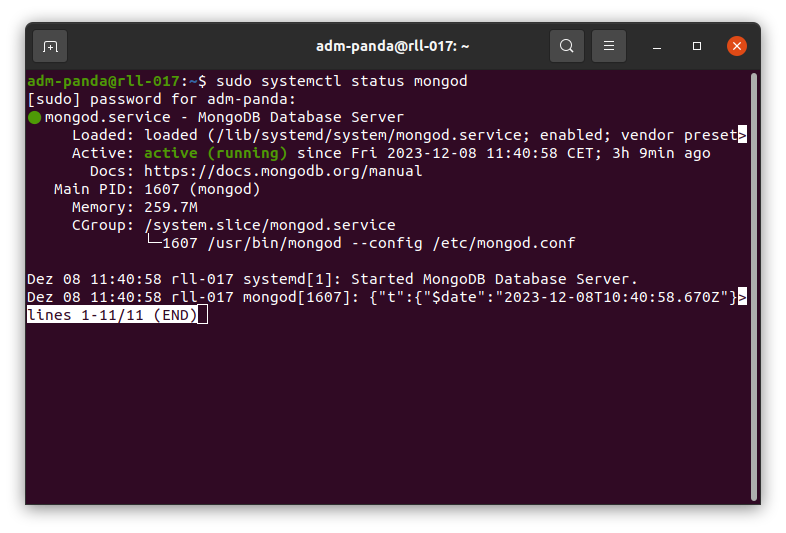 adm-panda@rll-017: ~
adm-panda@rll-017:~$ sudo systemctl status mongod
[sudo] password for adm-panda:
● mongod.service - MongoDB Database Server
     Loaded: loaded (/lib/systemd/system/mongod.service; enabled; vendor preset>
     Active: active (running) since Fri 2023-12-08 11:40:58 CET; 3h 9min ago
       Docs: https://docs.mongodb.org/manual
   Main PID: 1607 (mongod)
     Memory: 259.7M
     CGroup: /system.slice/mongod.service
             └─1607 /usr/bin/mongod --config /etc/mongod.conf
Dez 08 11:40:58 rll-017 systemd[1]: Started MongoDB Database Server.
Dez 08 11:40:58 rll-017 mongod[1607]: {"t":{"$date":"2023-12-08T10:40:58.670Z"}>
lines 1-11/11 (END)